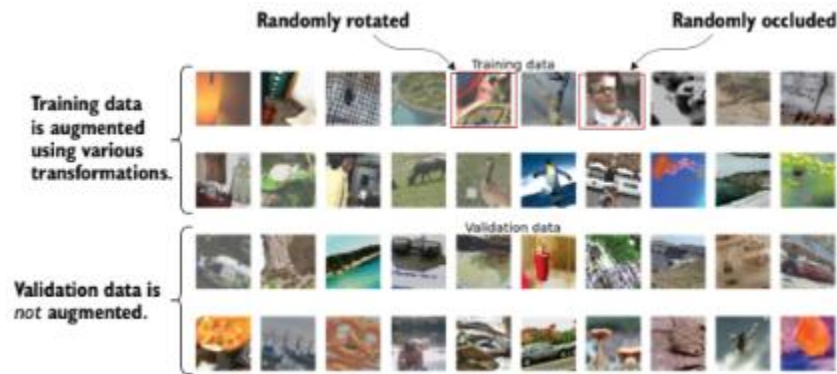 Randomly rotated
Randomly occluded
Training data
Training data
is augmented
using various
transformations.
Validation data
Validation data is
not augmented.